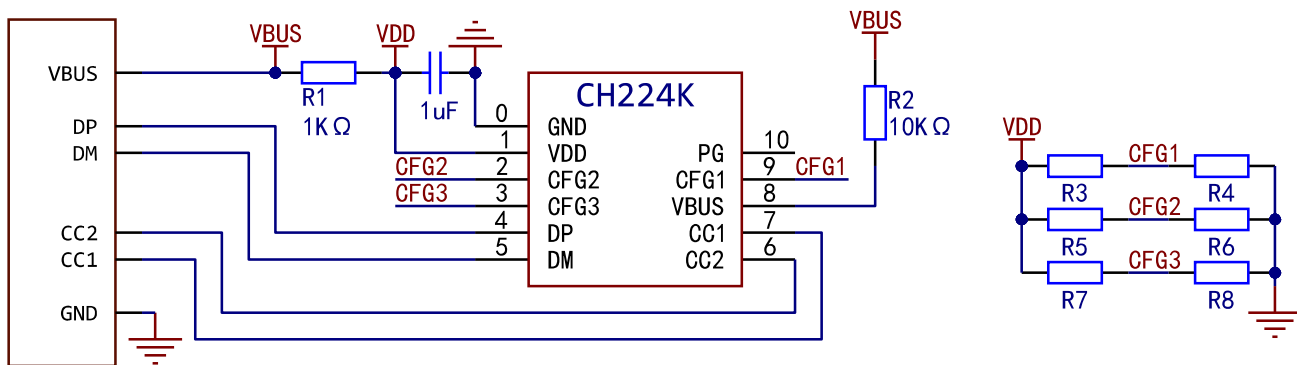 VBUS
DP
DM
CC2
CC1
GND
VBUS
R1
1KΩ
VDD
1uF
CH224K
0
GND
1
VDD
CFG2
2
CFG2
CFG3
3
CFG3
4
DP
5
DM
PG
10
CFG1
9
CFG1
VBUS
8
CC1
7
CC2
6
VBUS
R2
10KΩ
VDD
CFG1
R3
R4
CFG2
R5
R6
CFG3
R7
R8